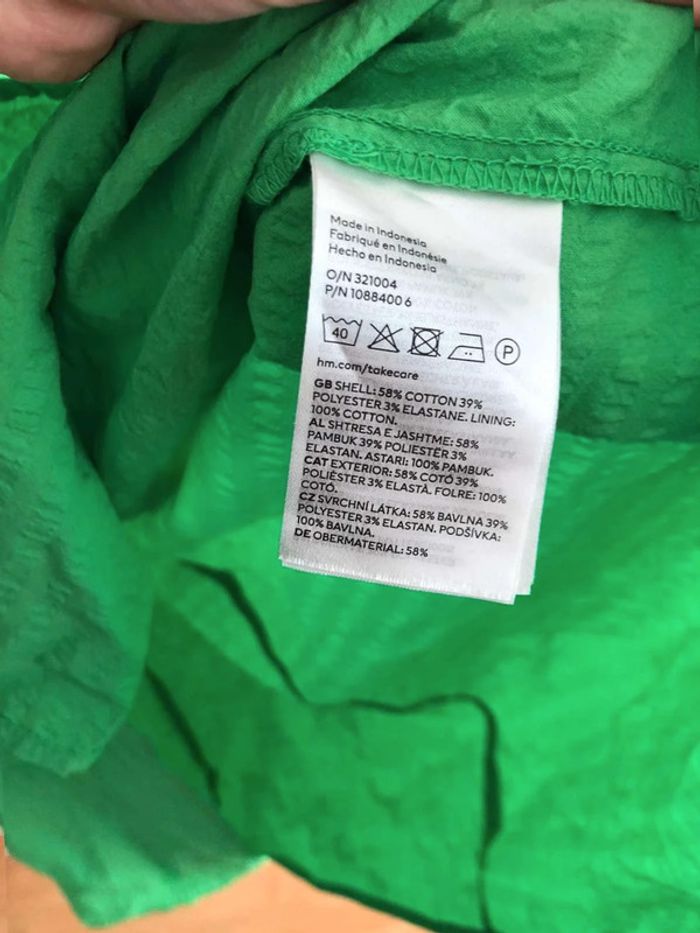 Made in Indonesia
Fabriqué en Indonésie
Hecho en Indonesia
O/N 321004
P/N 1088400 6
40
P
hm.com/takecare
GB SHELL: 58% COTTON 39%
POLYESTER 3% ELASTANE. LINING:
100% COTTON.
AL SHTRESA E JASHTME: 58%
PAMBUK 39% POLIESTËR 3%
ELASTAN. ASTARI: 100% PAMBUK.
CAT EXTERIOR: 58% COTÓ 39%
POLIÈSTER 3% ELASTÀ. FOLRE: 100%
COTÓ.
CZ SVRCHNÍ LÁTKA: 58% BAVLNA 39%
POLYESTER 3% ELASTAN. PODŠÍVKA:
100% BAVLNA.
DE OBERMATERIAL: 58%